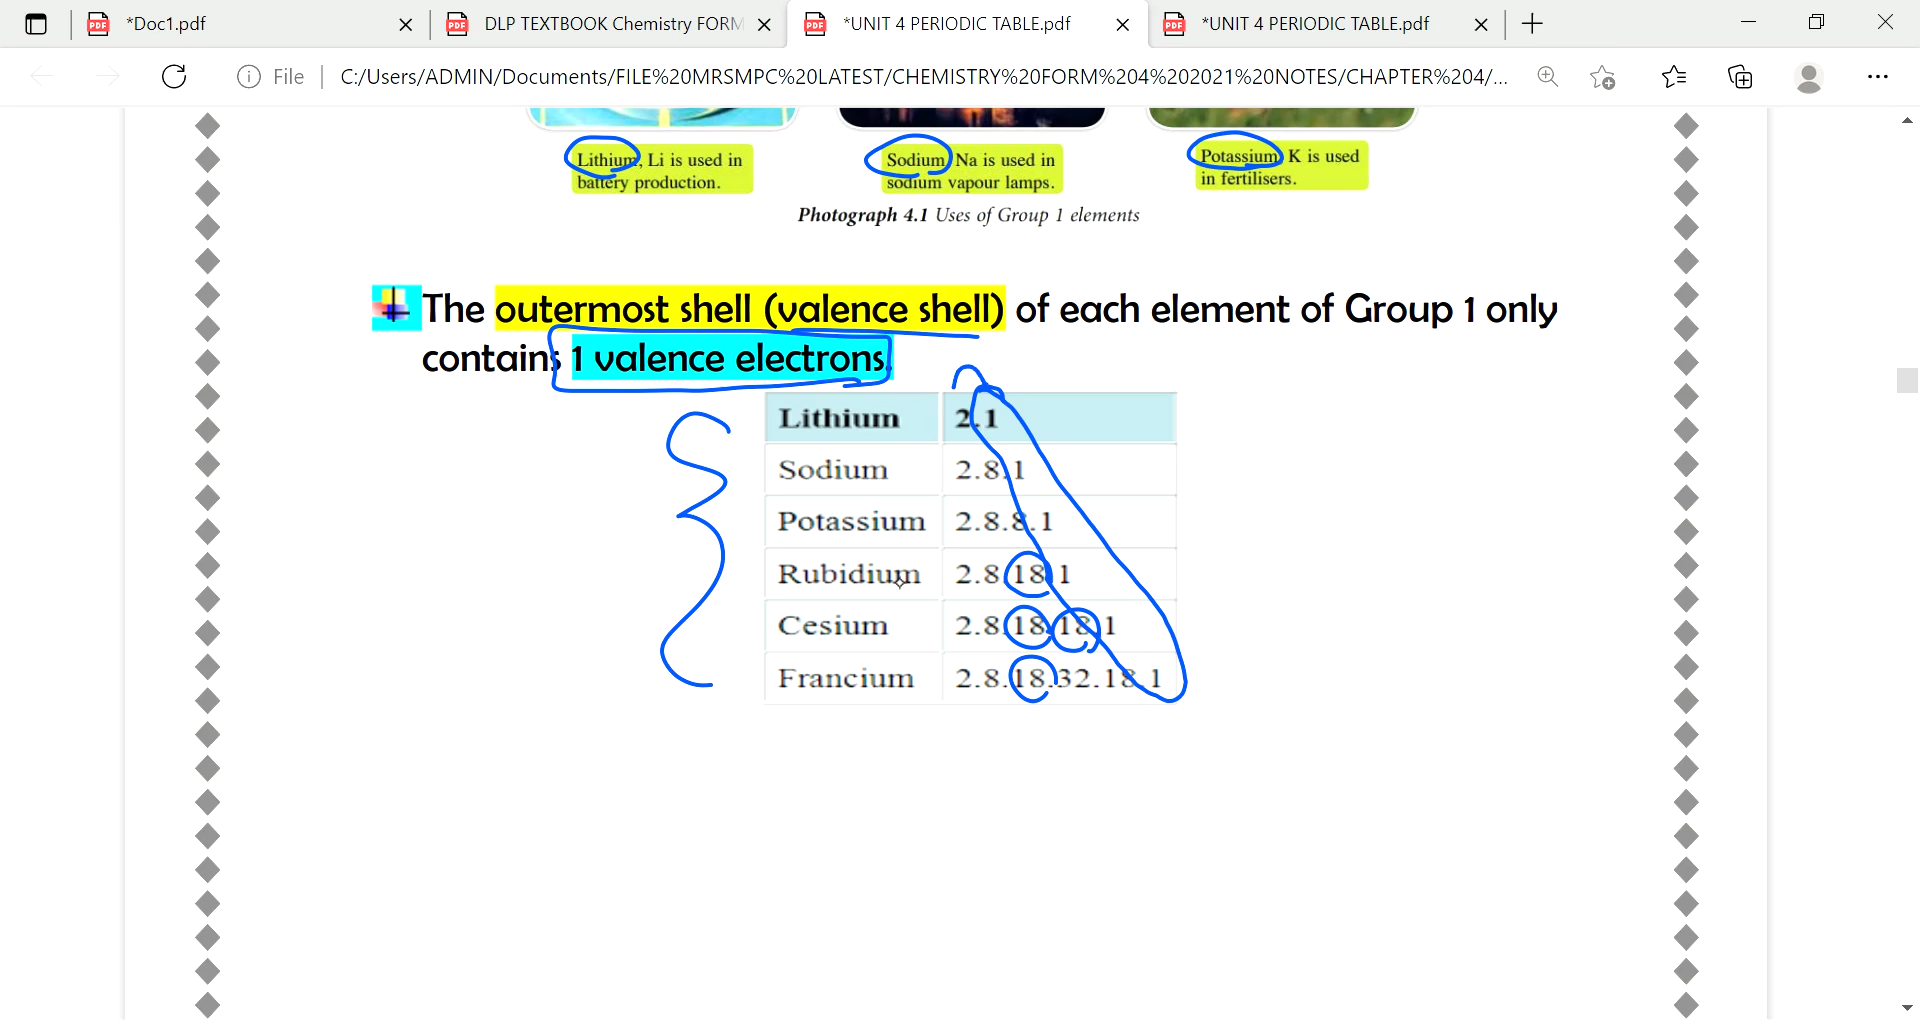 *Doc1.pdf
DLP TEXTBOOK Chemistry FORM
*UNIT 4 PERIODIC TABLE.pdf
*UNIT 4 PERIODIC TABLE.pdf
File
C:/Users/ADMIN/Documents/FILE%20MRSMPC%20LATEST/CHEMISTRY%20FORM%204%202021%20NOTES/CHAPTER%204/...
Lithium, Li is used in
battery production.
Sodium, Na is used in
sodium vapour lamps.
Potassium, K is used
in fertilisers.
Photograph 4.1 Uses of Group 1 elements
The outermost shell (valence shell) of each element of Group 1 only
contains 1 valence electrons.
Lithium 2.1
Sodium 2.8.1
Potassium 2.8.8.1
Rubidium 2.8.18.1
Cesium 2.8.18.18.1
Francium 2.8.18.32.18.1